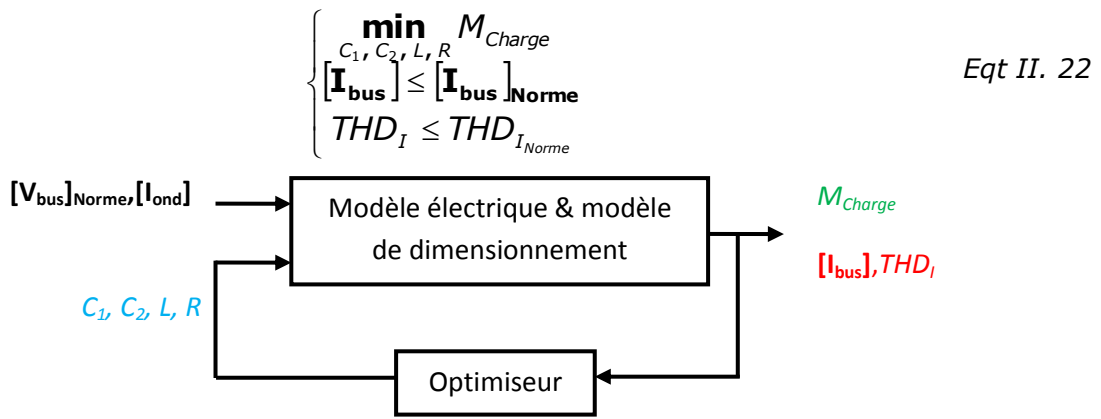 min M_Charge
C₁, C₂, L, R
[I_bus] ≤ [I_bus]_Norme
Eqt II. 22
THD_I ≤ THD_I_Norme
[V_bus]_Norme,[I_ond]
Modèle électrique & modèle
de dimensionnement
M_Charge
[I_bus],THD_I
C₁, C₂, L, R
Optimiseur